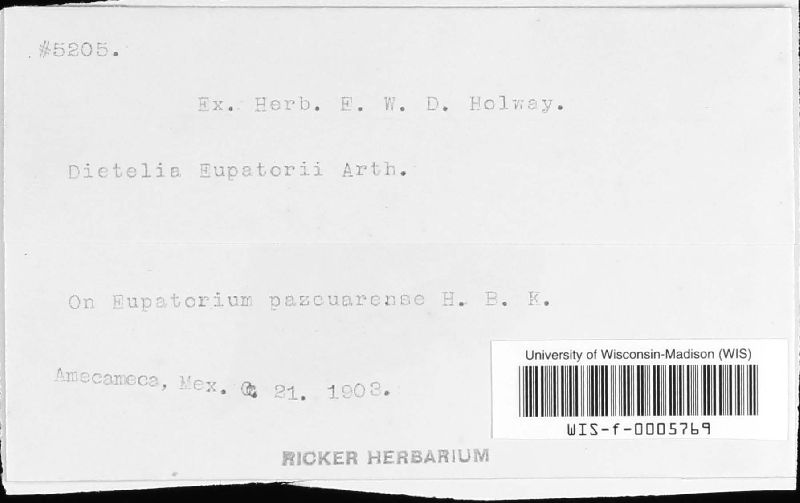 #5205.
Ex. Herb. E. W. D. Holway.
Dietelia Eupatorii Arth.
On Eupatorium pazcuarense H. B. K.
Amecameca, Mex. 21. 1903.
University of Wisconsin-Madison (WIS)
WIS-f-0005769
RICKER HERBARIUM